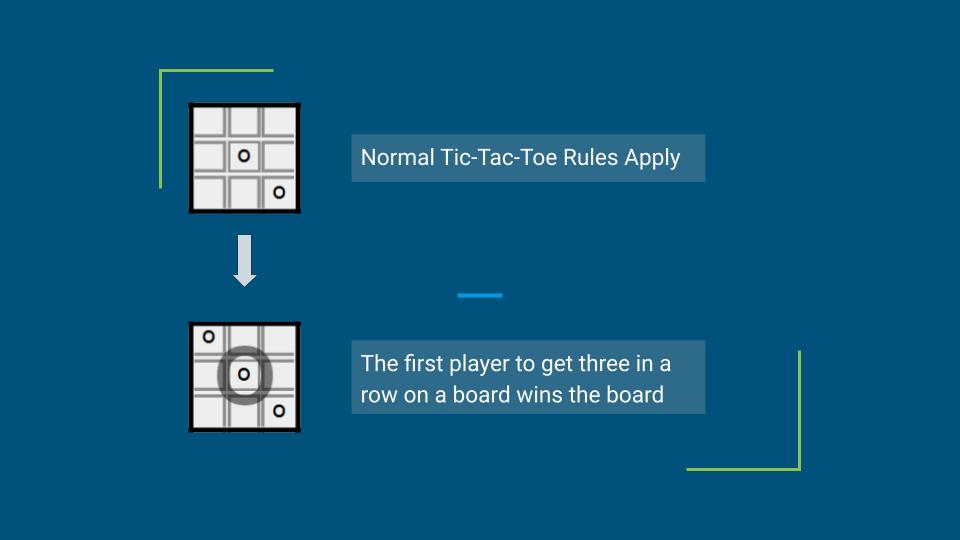 O
O
Normal Tic-Tac-Toe Rules Apply
O
O
O
O
The first player to get three in a
row on a board wins the board